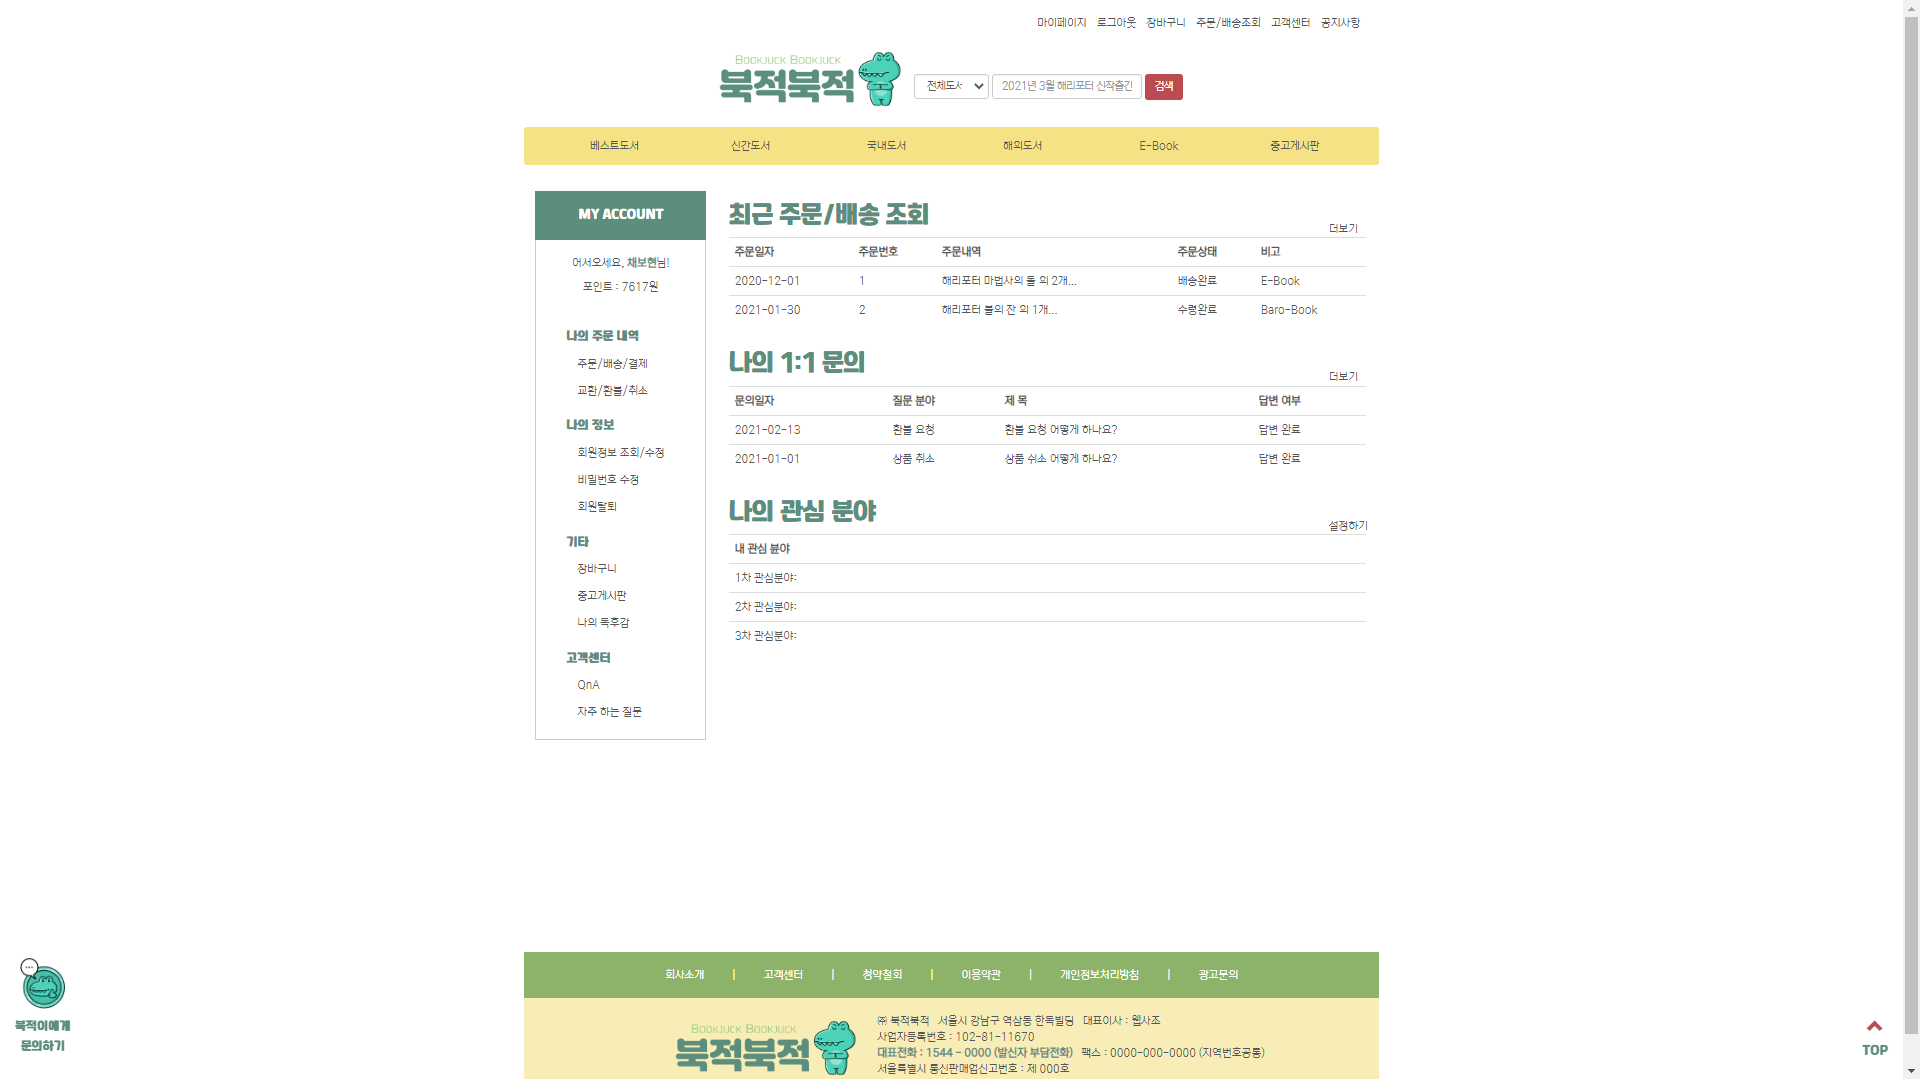 마이페이지 로그아웃 장바구니 주문/배송조회 고객센터 공지사항
BOOKJUCK BOOKJUCK
북적북적
전체도서 2021년 3월 해리포터 신작출간 검색
베스트도서 신간도서 국내도서 해외도서 E-Book 중고게시판
MY ACCOUNT
어서오세요, 채보현님!
포인트 : 7617원
나의 주문 내역
주문/배송/결제
교환/환불/취소
나의 정보
회원정보 조회/수정
비밀번호 수정
회원탈퇴
기타
장바구니
중고게시판
나의 독후감
고객센터
QnA
자주 하는 질문
최근 주문/배송 조회
더보기
주문일자 주문번호 주문내역 주문상태 비고
2020-12-01 1 해리포터 마법사의 돌 외 2개... 배송완료 E-Book
2021-01-30 2 해리포터 불의 잔 외 1개... 수령완료 Baro-Book
나의 1:1 문의
더보기
문의일자 질문 분야 제 목 답변 여부
2021-02-13 환불 요청 환불 요청 어떻게 하나요? 답변 완료
2021-01-01 상품 취소 상품 쉬소 어떻게 하나요? 답변 완료
나의 관심 분야
설정하기
내 관심 뷴야
1차 관심분야:
2차 관심분야:
3차 관심분야:
북적이에게
문의하기
TOP
회사소개 | 고객센터 | 청약철회 | 이용약관 | 개인정보처리방침 | 광고문의
BOOKJUCK BOOKJUCK
북적북적
㈜ 북적북적 서울시 강남구 역삼동 한독빌딩 대표이사 : 웹사조
사업자등록번호 : 102-81-11670
대표전화 : 1544 - 0000 (발신자 부담전화) 팩스 : 0000-000-0000 (지역번호공통)
서울특별시 통신판매업신고번호 : 제 000호